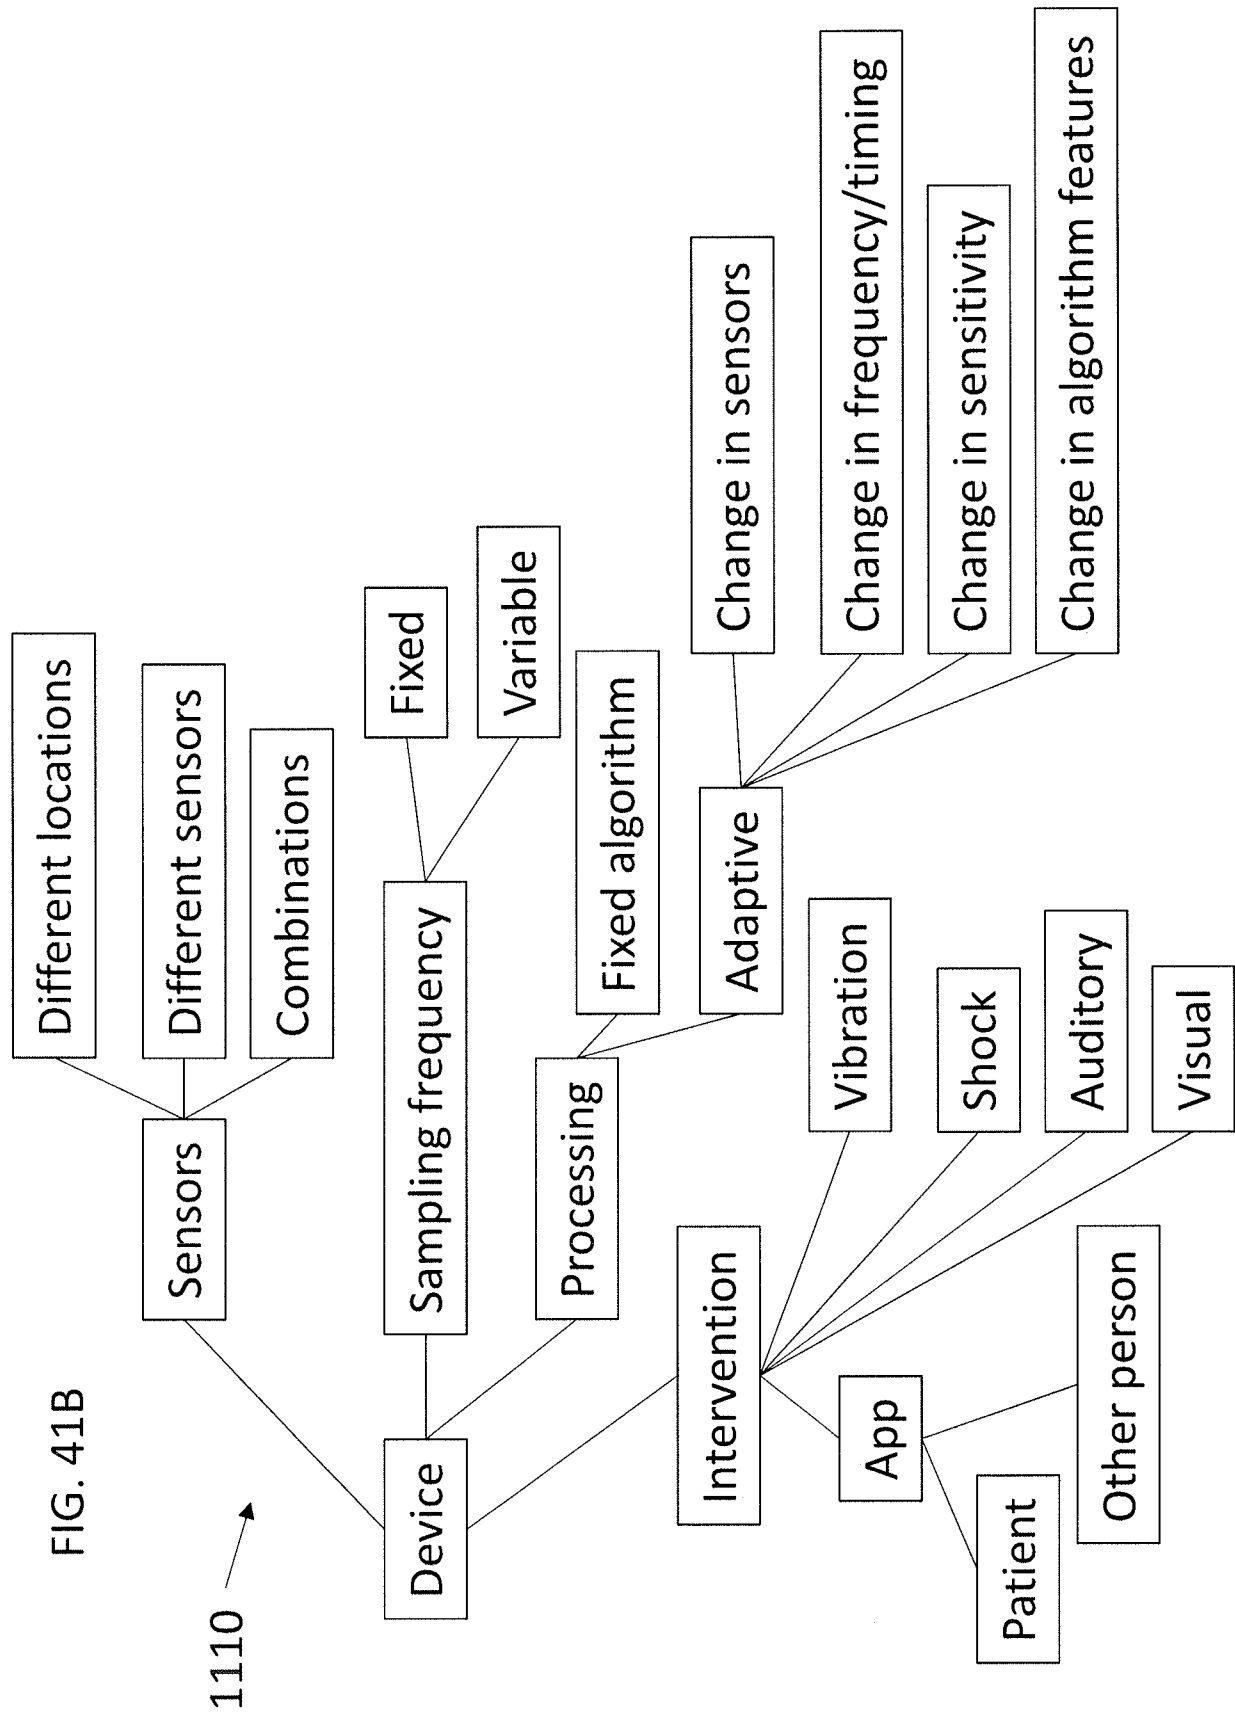 FIG. 41B
1110
Device
Sensors
Different locations
Different sensors
Combinations
Sampling frequency
Fixed
Variable
Processing
Fixed algorithm
Adaptive
Change in sensors
Change in frequency/timing
Change in sensitivity
Change in algorithm features
Intervention
Vibration
Shock
Auditory
Visual
App
Patient
Other person